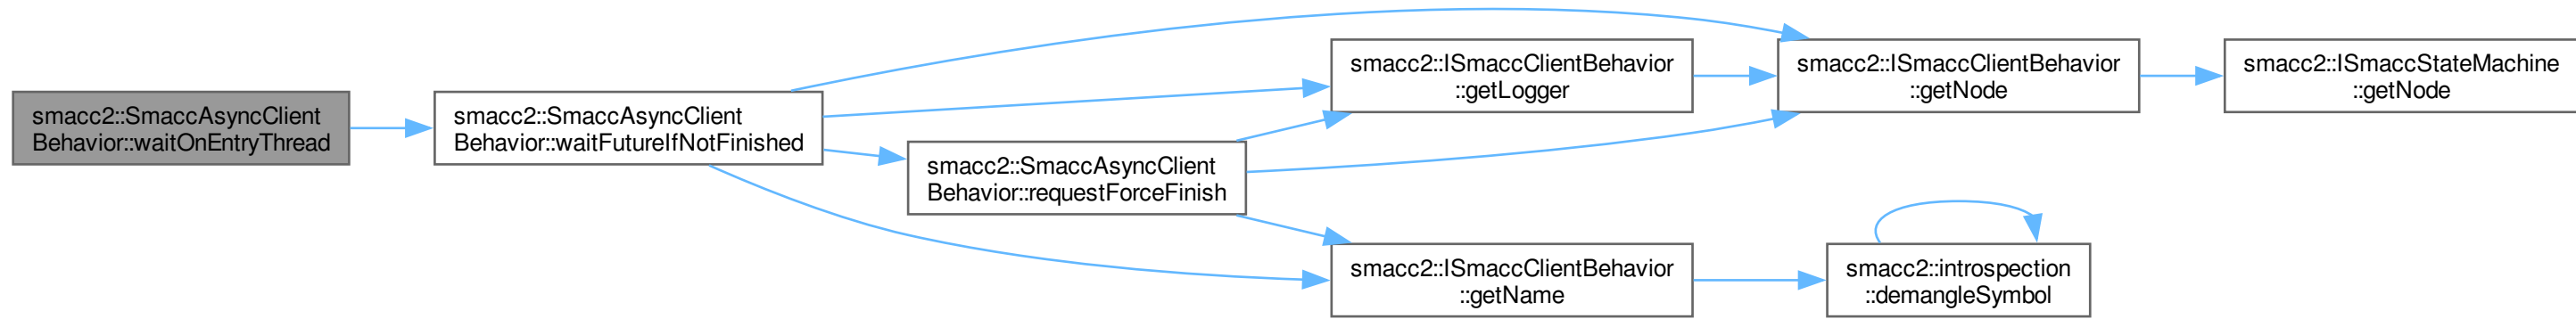 smacc2::SmaccAsyncClient
Behavior::waitOnEntryThread
smacc2::SmaccAsyncClient
Behavior::waitFutureIfNotFinished
smacc2::SmaccAsyncClient
Behavior::requestForceFinish
smacc2::ISmaccClientBehavior
::getLogger
smacc2::ISmaccClientBehavior
::getName
smacc2::ISmaccClientBehavior
::getNode
smacc2::introspection
::demangleSymbol
smacc2::ISmaccStateMachine
::getNode